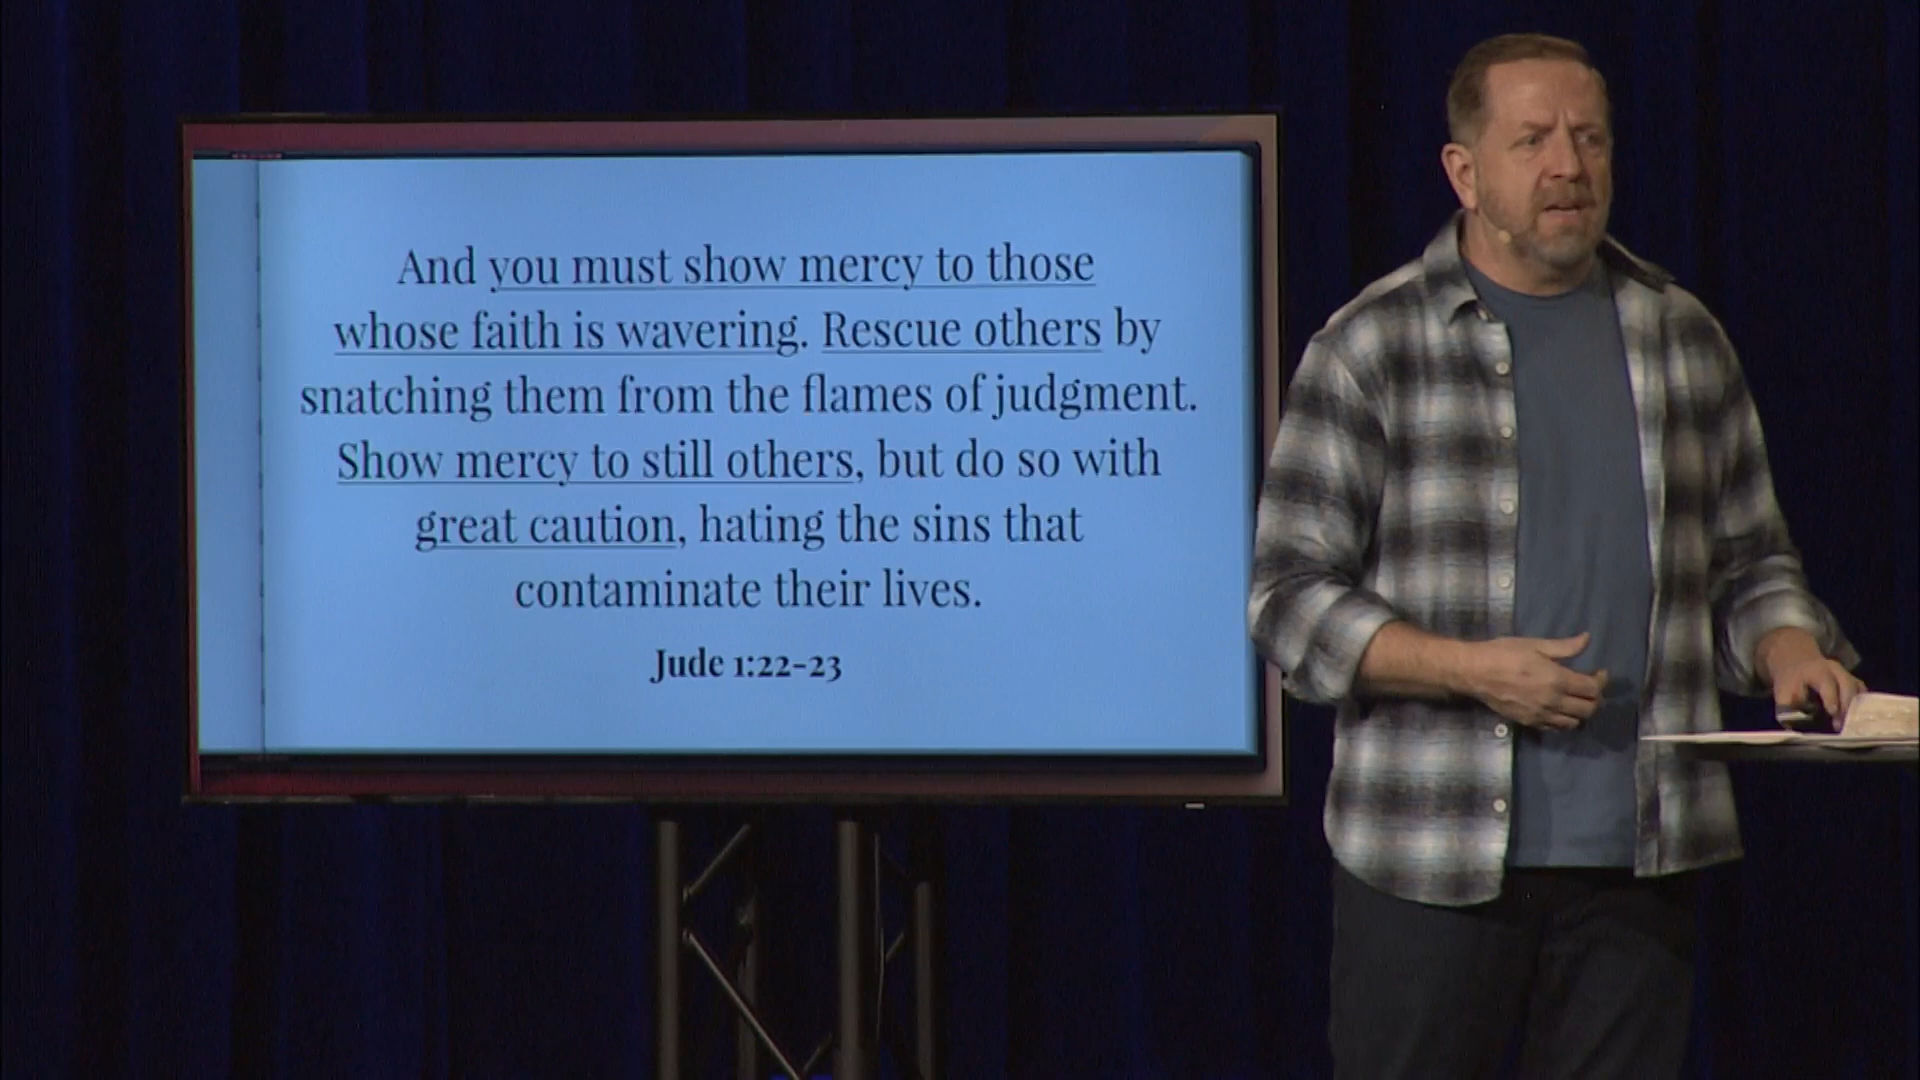 And you must show mercy to those
whose faith is wavering. Rescue others by
snatching them from the flames of judgment.
Show mercy to still others, but do so with
great caution, hating the sins that
contaminate their lives.
Jude 1:22-23